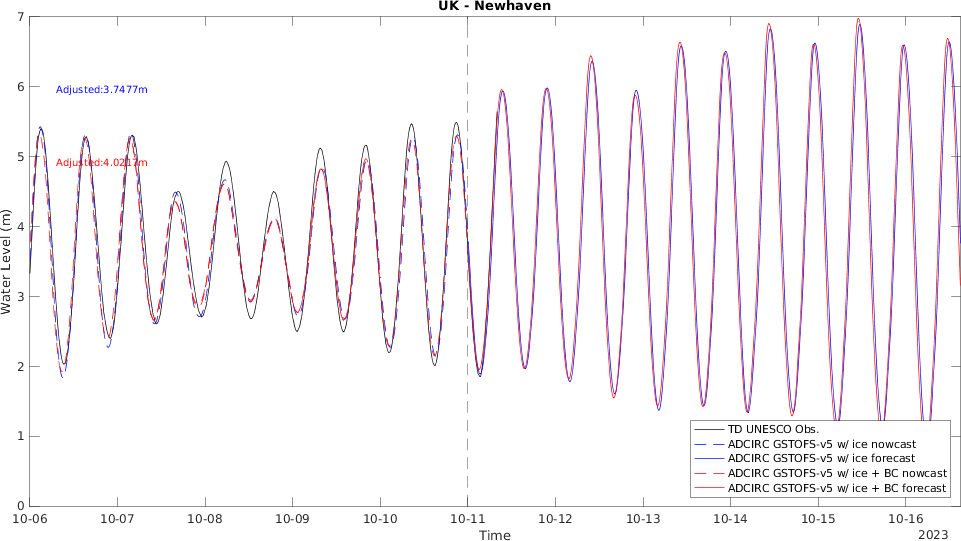 UK - Newhaven
7
6
5
4
3
2
1
0
Water Level (m)
Adjusted:3.7477m
Adjusted:4.0217m
TD UNESCO Obs.
ADCIRC GSTOFS-v5 w/ ice nowcast
ADCIRC GSTOFS-v5 w/ ice forecast
ADCIRC GSTOFS-v5 w/ ice + BC nowcast
ADCIRC GSTOFS-v5 w/ ice + BC forecast
10-06 10-07 10-08 10-09 10-10 10-11 10-12 10-13 10-14 10-15 10-16
Time
2023